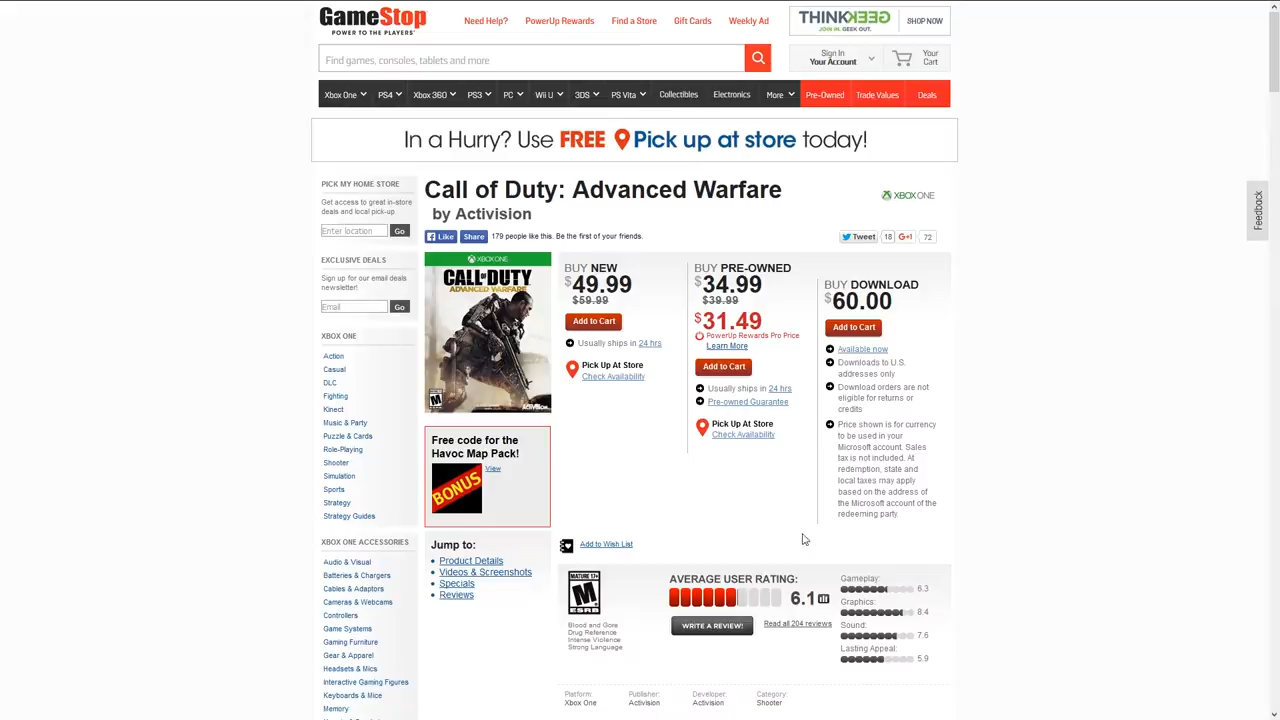 GameStop
POWER TO THE PLAYERS
Need Help?
PowerUp Rewards
Find a Store
Gift Cards
Weekly Ad
THINKGEEK
JOIN IN. GEEK OUT.
SHOP NOW
Find games, consoles, tablets and more
Sign In
Your Account
Your
Cart
Xbox One
PS4
Xbox 360
PS3
PC
Wii U
3DS
PS Vita
Collectibles
Electronics
More
Pre-Owned
Trade Values
Deals
In a Hurry? Use FREE Pick up at store today!
Feedback
PICK MY HOME STORE
Get access to great in-store
deals and local pick-up.
Enter location
Go
EXCLUSIVE DEALS
Sign up for our email deals
newsletter!
Email
Go
XBOX ONE
Action
Casual
DLC
Fighting
Kinect
Music & Party
Puzzle & Cards
Role-Playing
Shooter
Simulation
Sports
Strategy
Strategy Guides
XBOX ONE ACCESSORIES
Audio & Visual
Batteries & Chargers
Cables & Adaptors
Cameras & Webcams
Controllers
Game Systems
Gaming Furniture
Gear & Apparel
Headsets & Mics
Interactive Gaming Figures
Keyboards & Mice
Memory
Call of Duty: Advanced Warfare
by Activision
XBOX ONE
Like
Share
179 people like this. Be the first of your friends.
Tweet
18
G+1
72
XBOX ONE
CALL OF DUTY
ADVANCED WARFARE
M
ACTIVISION
Free code for the
Havoc Map Pack!
BONUS
View
Jump to:
Product Details
Videos & Screenshots
Specials
Reviews
BUY NEW
$49.99
$59.99
Add to Cart
Usually ships in 24 hrs
Pick Up At Store
Check Availability
BUY PRE-OWNED
$34.99
$39.99
$31.49
PowerUp Rewards Pro Price
Learn More
Add to Cart
Usually ships in 24 hrs
Pre-owned Guarantee
Pick Up At Store
Check Availability
BUY DOWNLOAD
$60.00
Add to Cart
Available now
Downloads to U.S.
addresses only
Download orders are not
eligible for returns or
credits
Price shown is for currency
to be used in your
Microsoft account. Sales
tax is not included. At
redemption, state and
local taxes may apply
based on the address of
the Microsoft account of the
redeeming party.
Add to Wish List
MATURE 17+
M
ESRB
Blood and Gore
Drug Reference
Intense Violence
Strong Language
AVERAGE USER RATING:
6.1
WRITE A REVIEW!
Read all 204 reviews
Gameplay:
6.3
Graphics:
8.4
Sound:
7.6
Lasting Appeal:
5.9
Platform:
Xbox One
Publisher:
Activision
Developer:
Activision
Category:
Shooter